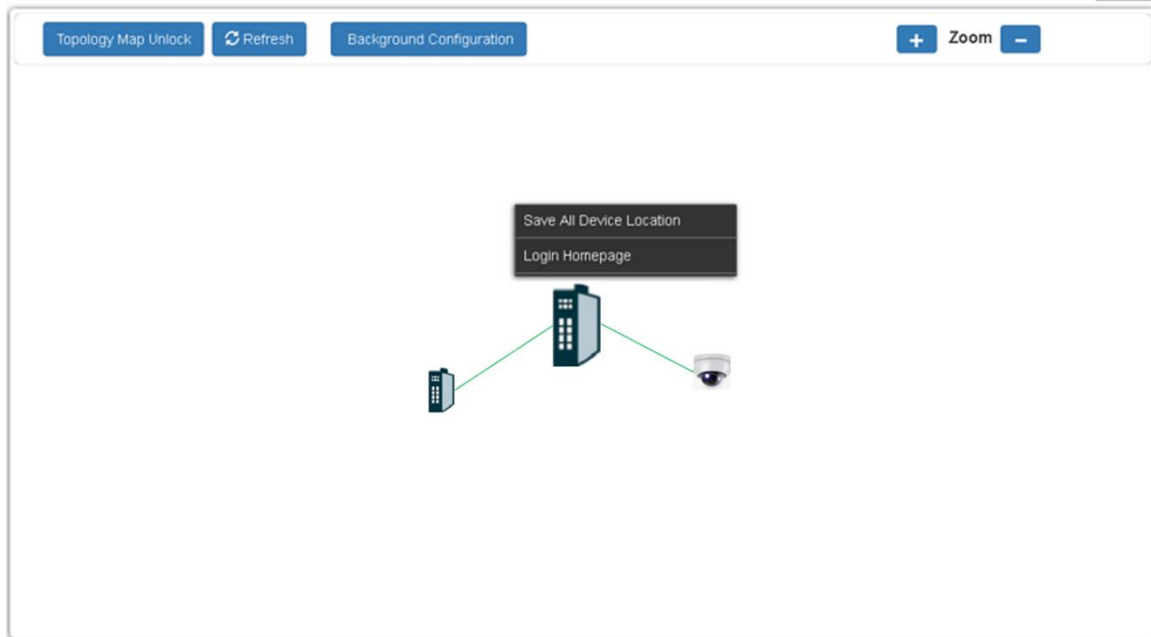 Topology Map Unlock
Refresh
Background Configuration
+ Zoom −
Save All Device Location
Login Homepage